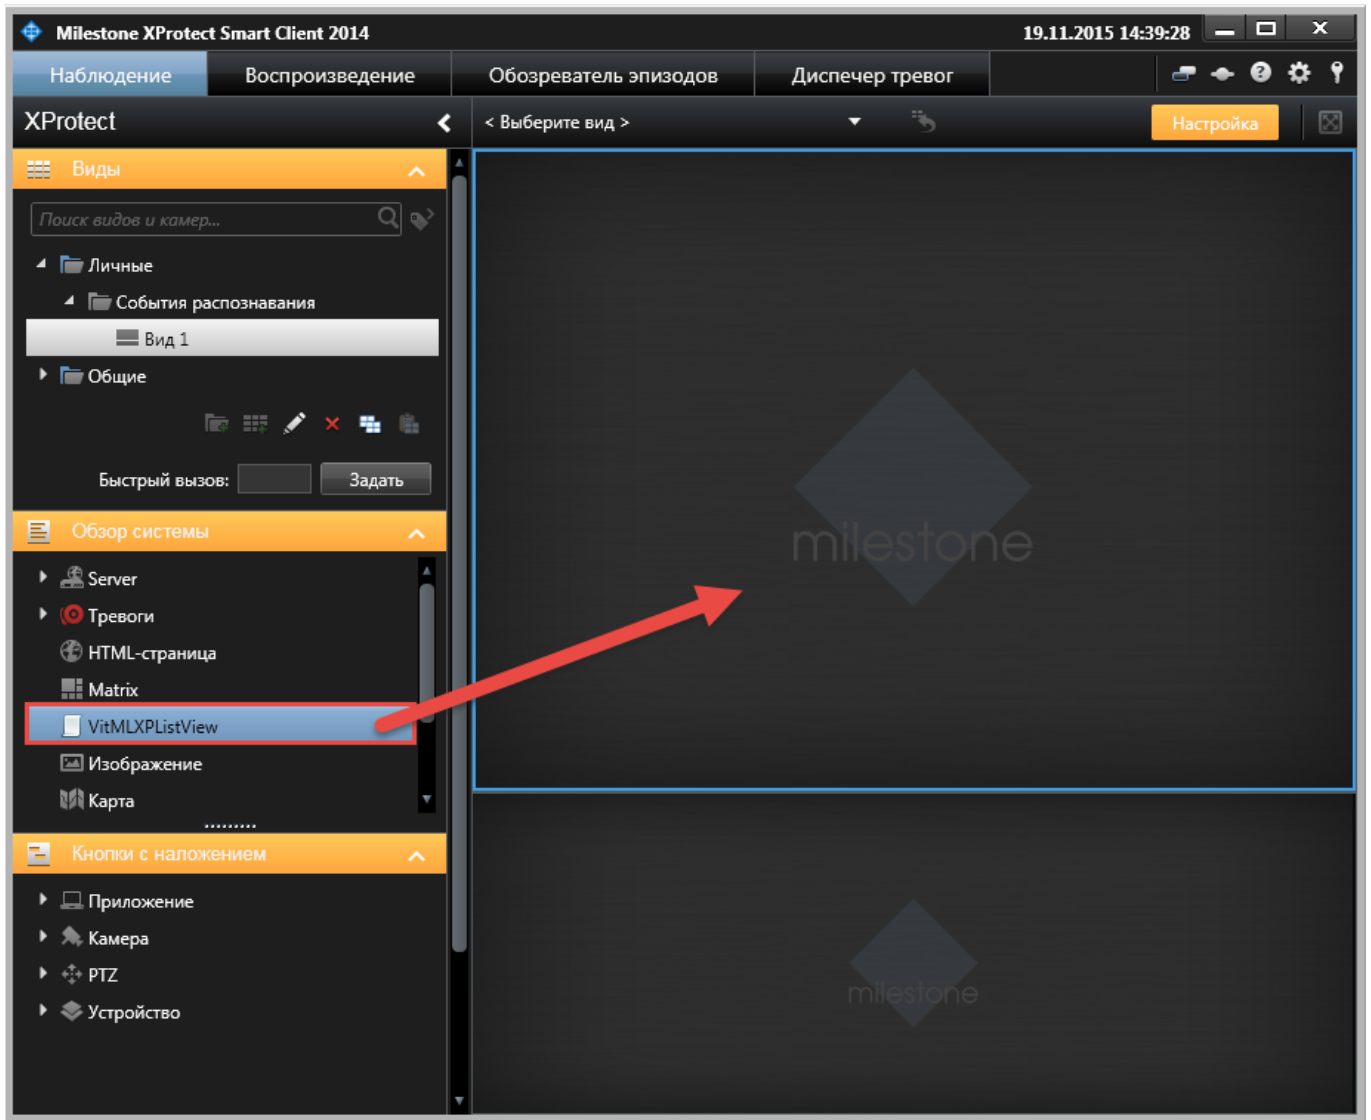 Milestone XProtect Smart Client 2014
19.11.2015 14:39:28
Наблюдение
Воспроизведение
Обозреватель эпизодов
Диспечер тревог
XProtect
< Выберите вид >
Настройка
Виды
Поиск видов и камер...
Личные
События распознавания
Вид 1
Общие
Быстрый вызов:
Задать
Обзор системы
Server
Тревоги
HTML-страница
Matrix
VitMLXPListView
Изображение
Карта
Кнопки с наложением
Приложение
Камера
PTZ
Устройство
milestone
milestone